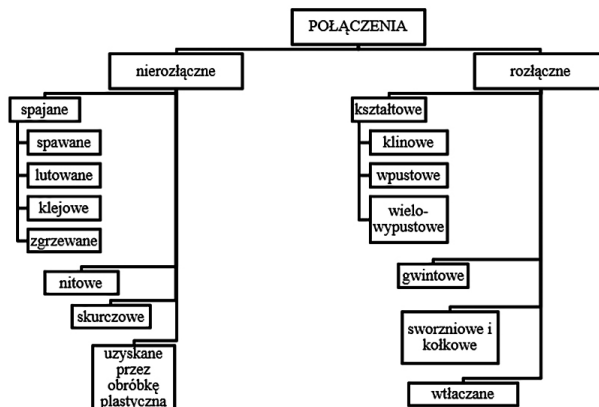 POŁĄCZENIA
nierozłączne
spajane
spawane
lutowane
klejowe
zgrzewane
nitowe
skurczowe
uzyskane
przez
obróbkę
plastyczną
rozłączne
kształtowe
klinowe
wpustowe
wielo-
wypustowe
gwintowe
sworzniowe i
kołkowe
wtłaczane